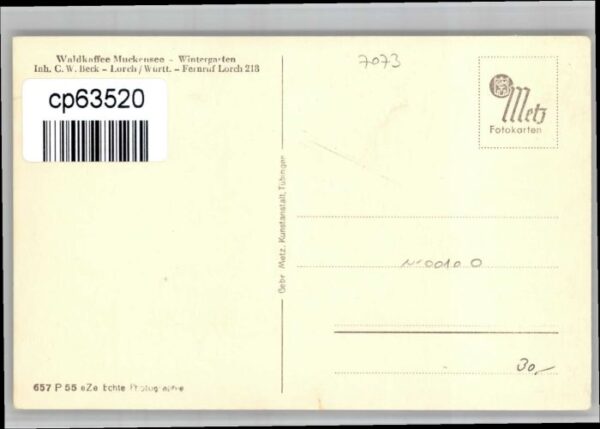 Waldkaffee Muckensee - Wintergarten
Inh. C. W. Beck - Lorch/Württ. - Fernruf Lorch 218
cp63520
7073
Metz
Fotokarten
Gebr Metz, Kunstanstalt, Tübingen
30,-
657 P 55 eZa Echte Photographie